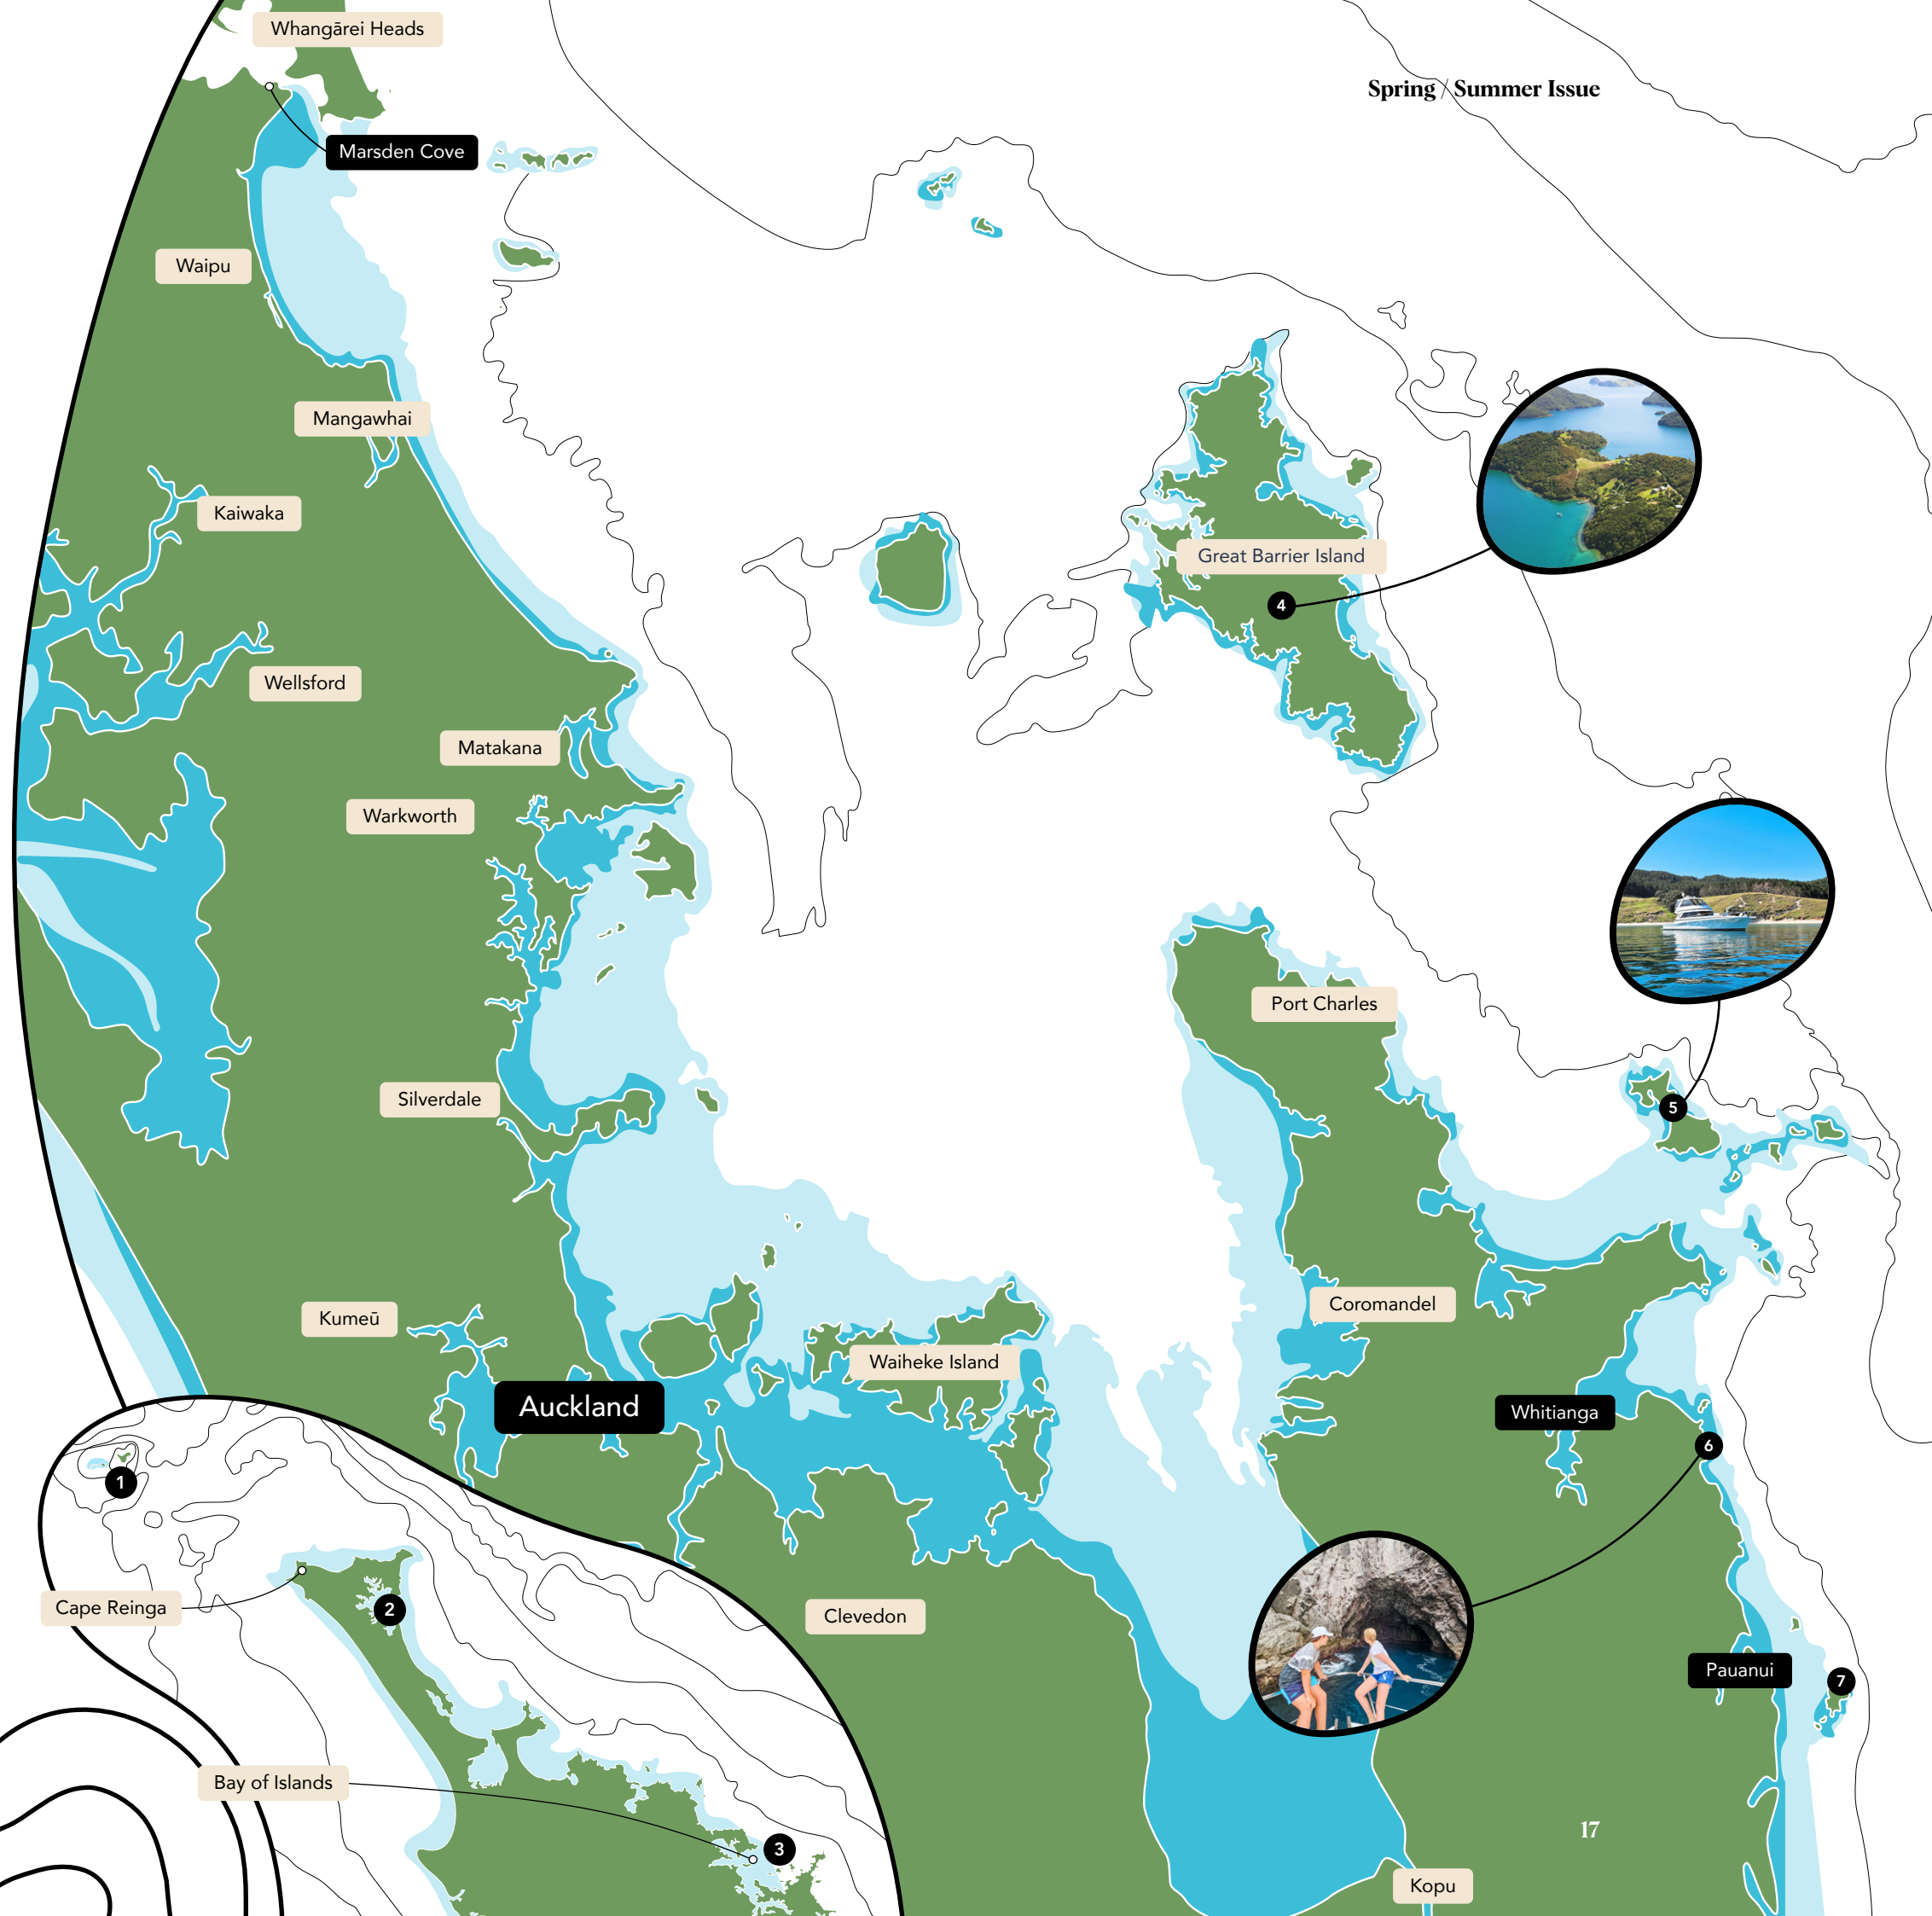 Whangārei Heads
Spring / Summer Issue
Marsden Cove
Waipu
Mangawhai
Kaiwaka
Great Barrier Island
4
Wellsford
Matakana
Warkworth
Port Charles
Silverdale
5
Coromandel
Kumeū
Waiheke Island
Auckland
Whitianga
6
1
Cape Reinga
2
Clevedon
Pauanui
7
Bay of Islands
17
3
Kopu